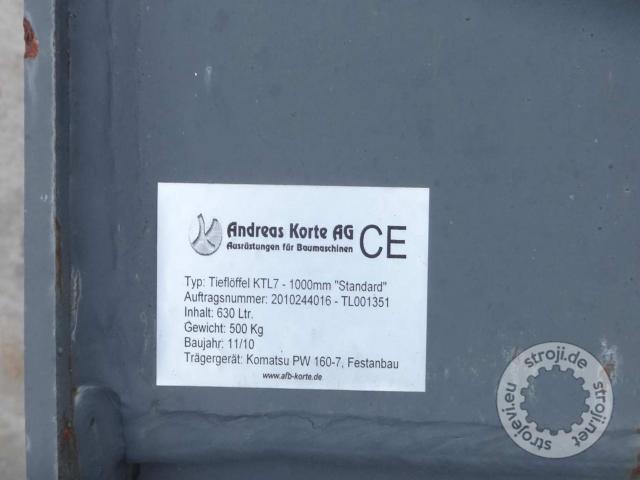 Andreas Korte AG
Ausrüstungen für Baumaschinen
CE
Typ: Tieflöffel KTL7 - 1000mm "Standard"
Auftragsnummer: 2010244016 - TL001351
Inhalt: 630 Ltr.
Gewicht: 500 Kg
Baujahr: 11/10
Trägergerät: Komatsu PW 160-7, Festanbau
www.afb-korte.de
stroji.de
strojevi.eu
stroji.net